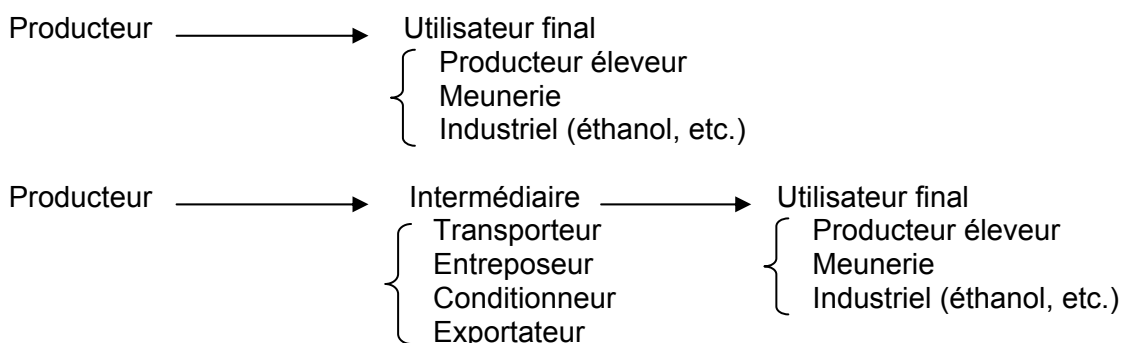 Producteur Utilisateur final
Producteur éleveur
Meunerie
Industriel (éthanol, etc.)
Producteur Intermédiaire Utilisateur final
Transporteur Producteur éleveur
Entreposeur Meunerie
Conditionneur Industriel (éthanol, etc.)
Exportateur